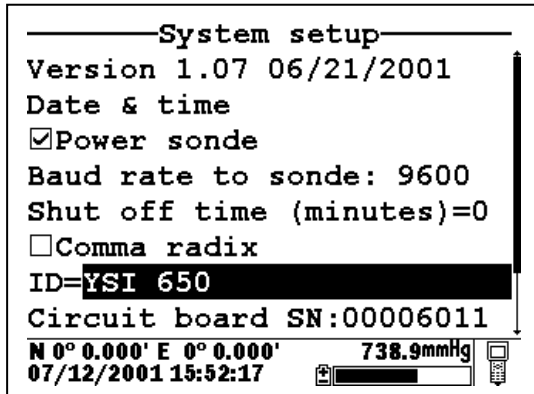 System setup
Version 1.07 06/21/2001
Date & time
☑Power sonde
Baud rate to sonde: 9600
Shut off time (minutes)=0
☐Comma radix
ID=YSI 650
Circuit board SN:00006011
N 0° 0.000' E 0° 0.000' 738.9mmHg
07/12/2001 15:52:17